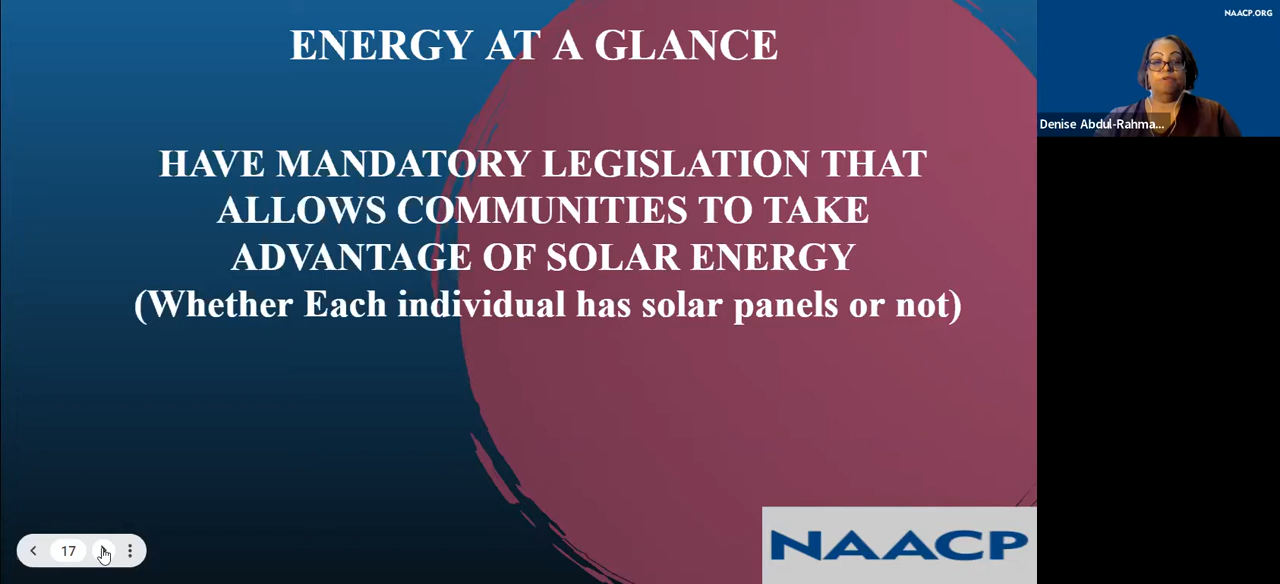 ENERGY AT A GLANCE
HAVE MANDATORY LEGISLATION THAT
ALLOWS COMMUNITIES TO TAKE
ADVANTAGE OF SOLAR ENERGY
(Whether Each individual has solar panels or not)
NAACP
17
NAACP.ORG
Denise Abdul-Rahma...